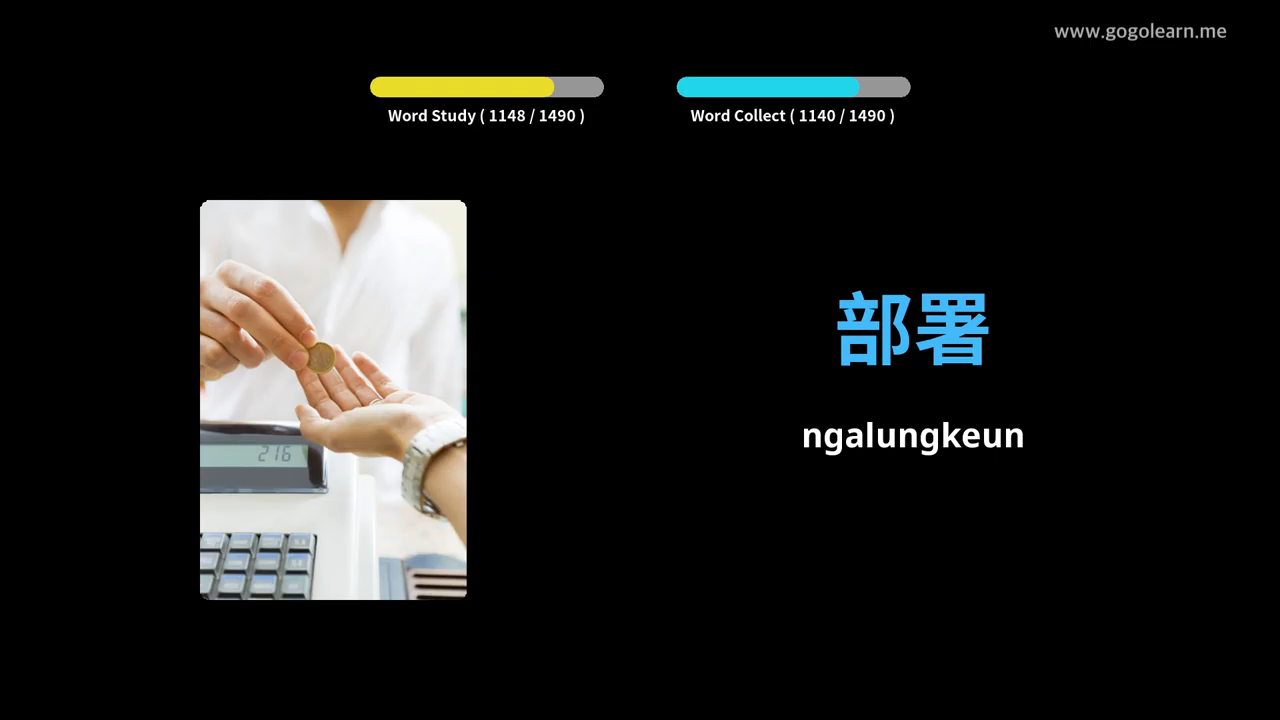 www.gogolearn.me
Word Study ( 1148 / 1490 )
Word Collect ( 1140 / 1490 )
部署
ngalungkeun
216